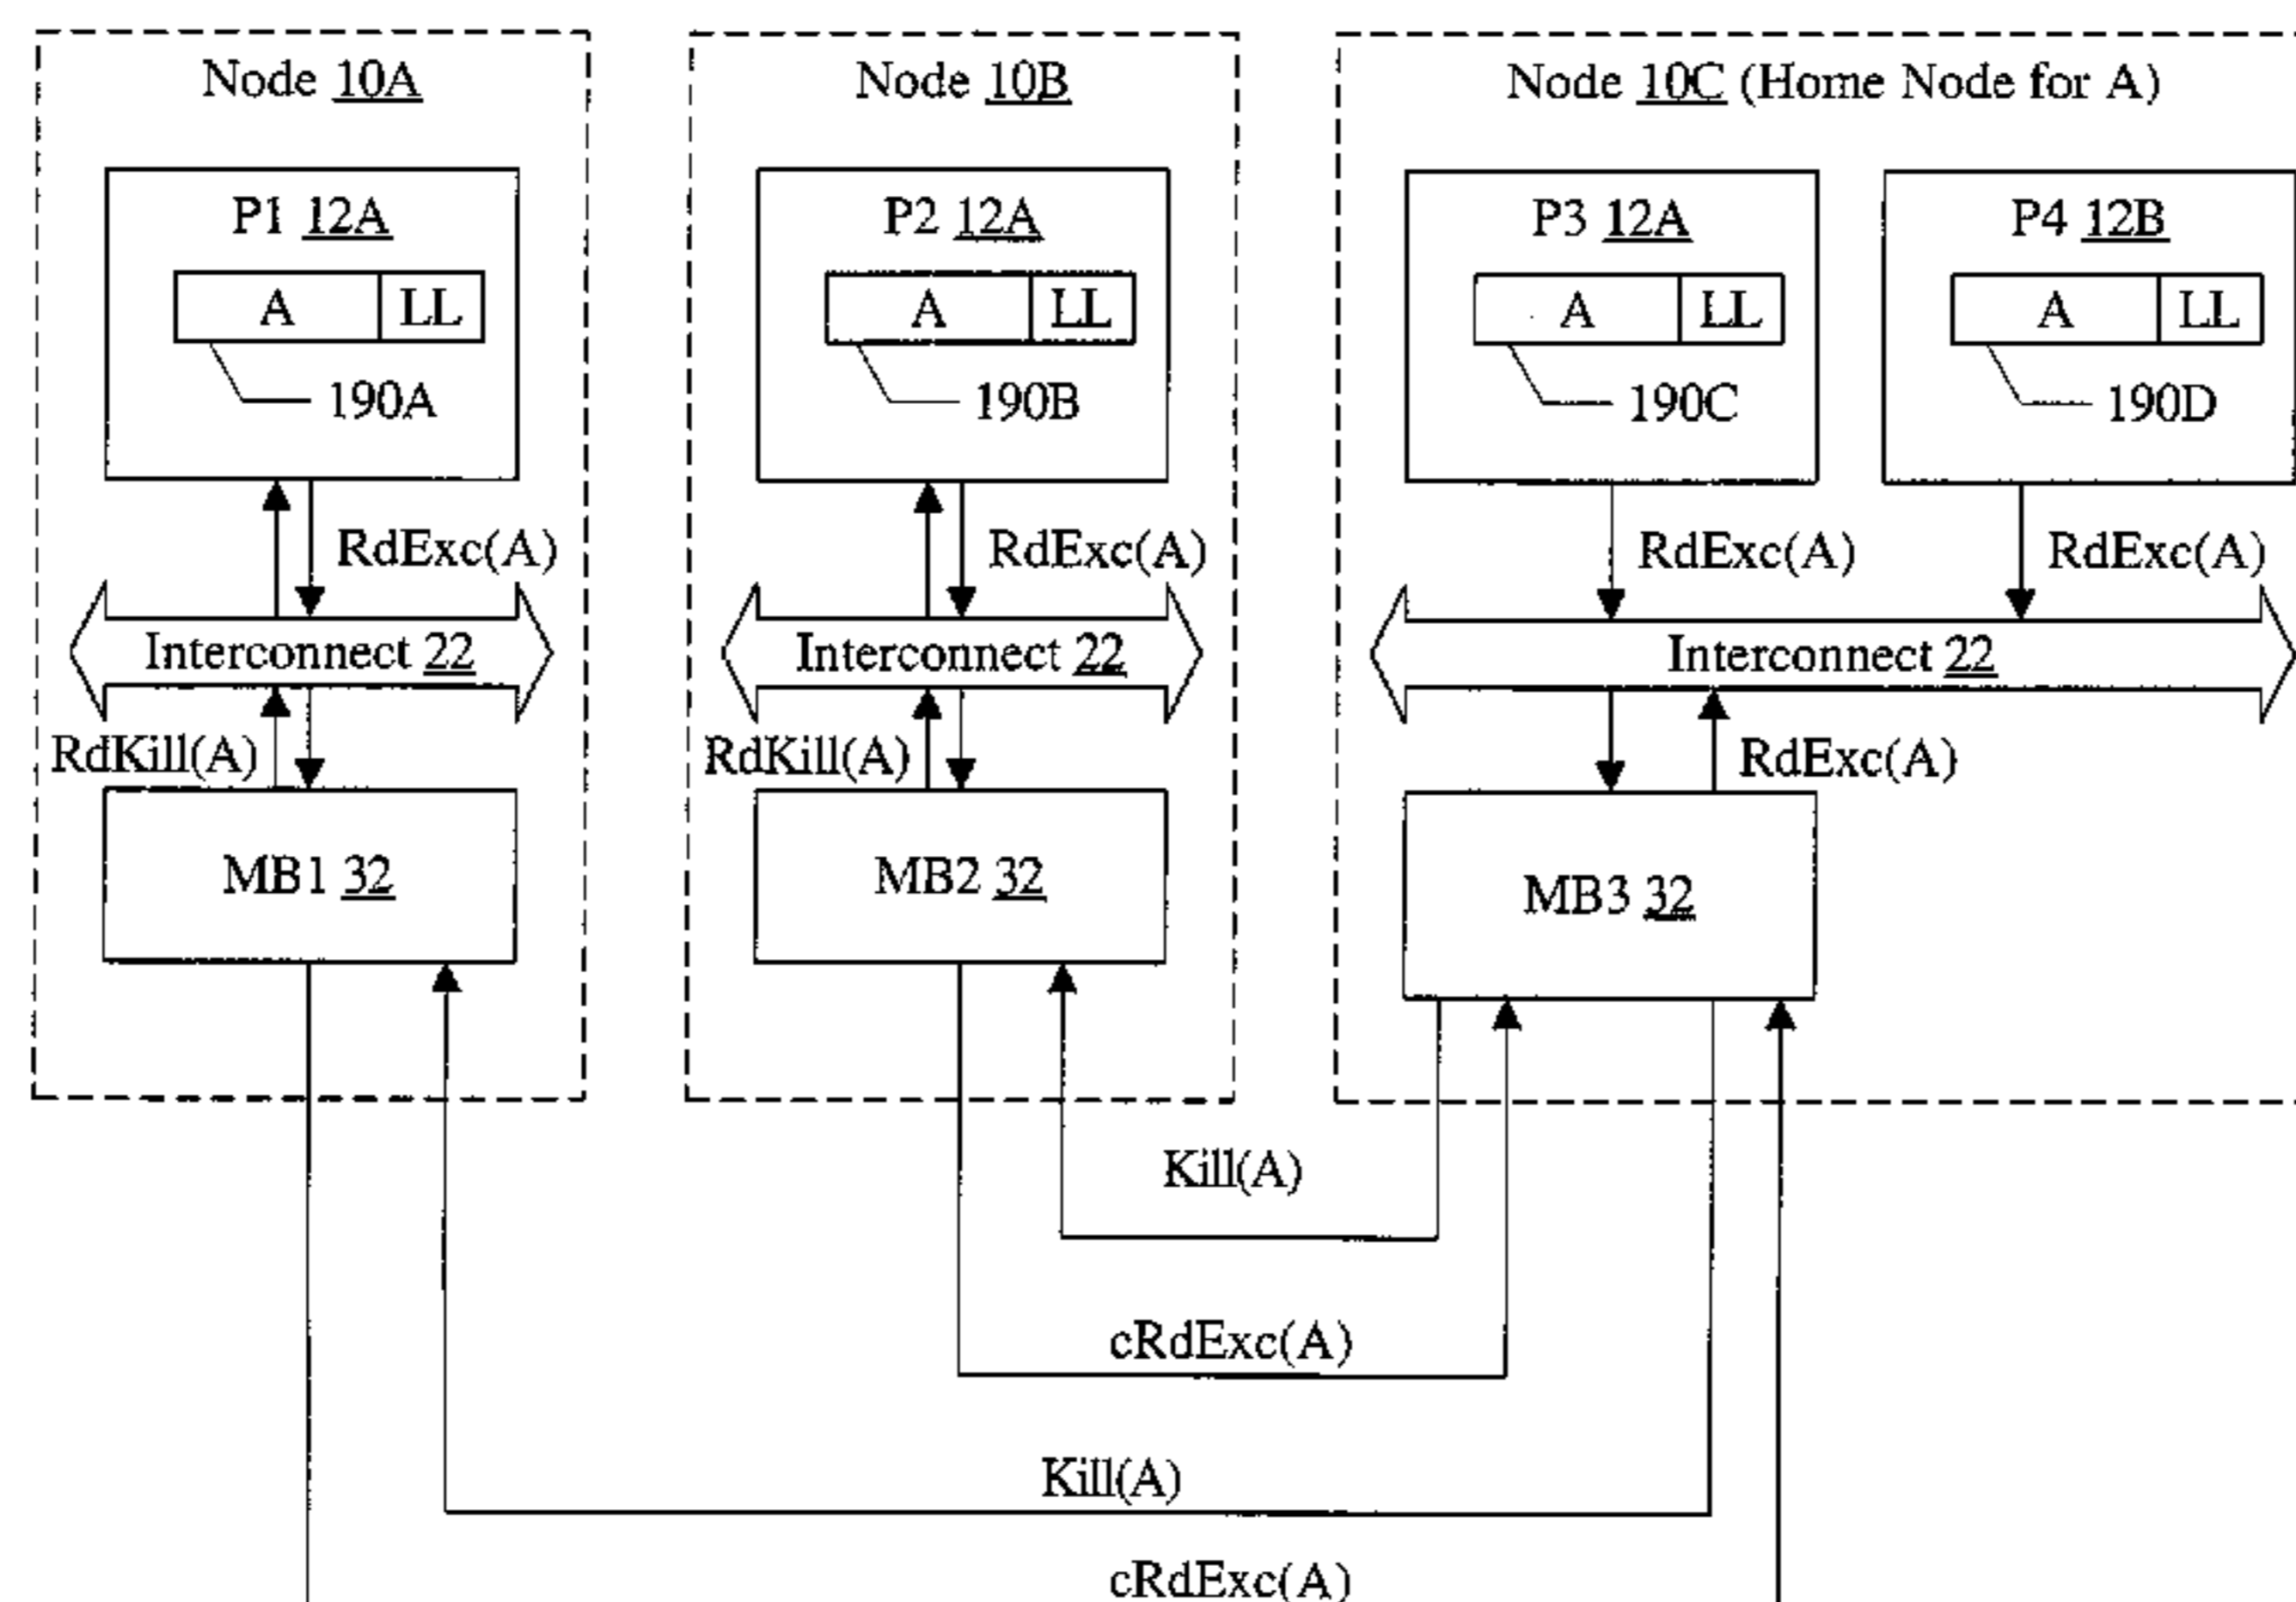 Node 10A
Node 10B
Node 10C (Home Node for A)
P1 12A
P2 12A
P3 12A
P4 12B
A LL
A LL
A LL
A LL
190A
190B
190C
190D
RdExc(A)
RdExc(A)
RdExc(A)
RdExc(A)
Interconnect 22
Interconnect 22
Interconnect 22
RdKill(A)
RdKill(A)
RdExc(A)
MB1 32
MB2 32
MB3 32
Kill(A)
cRdExc(A)
Kill(A)
cRdExc(A)